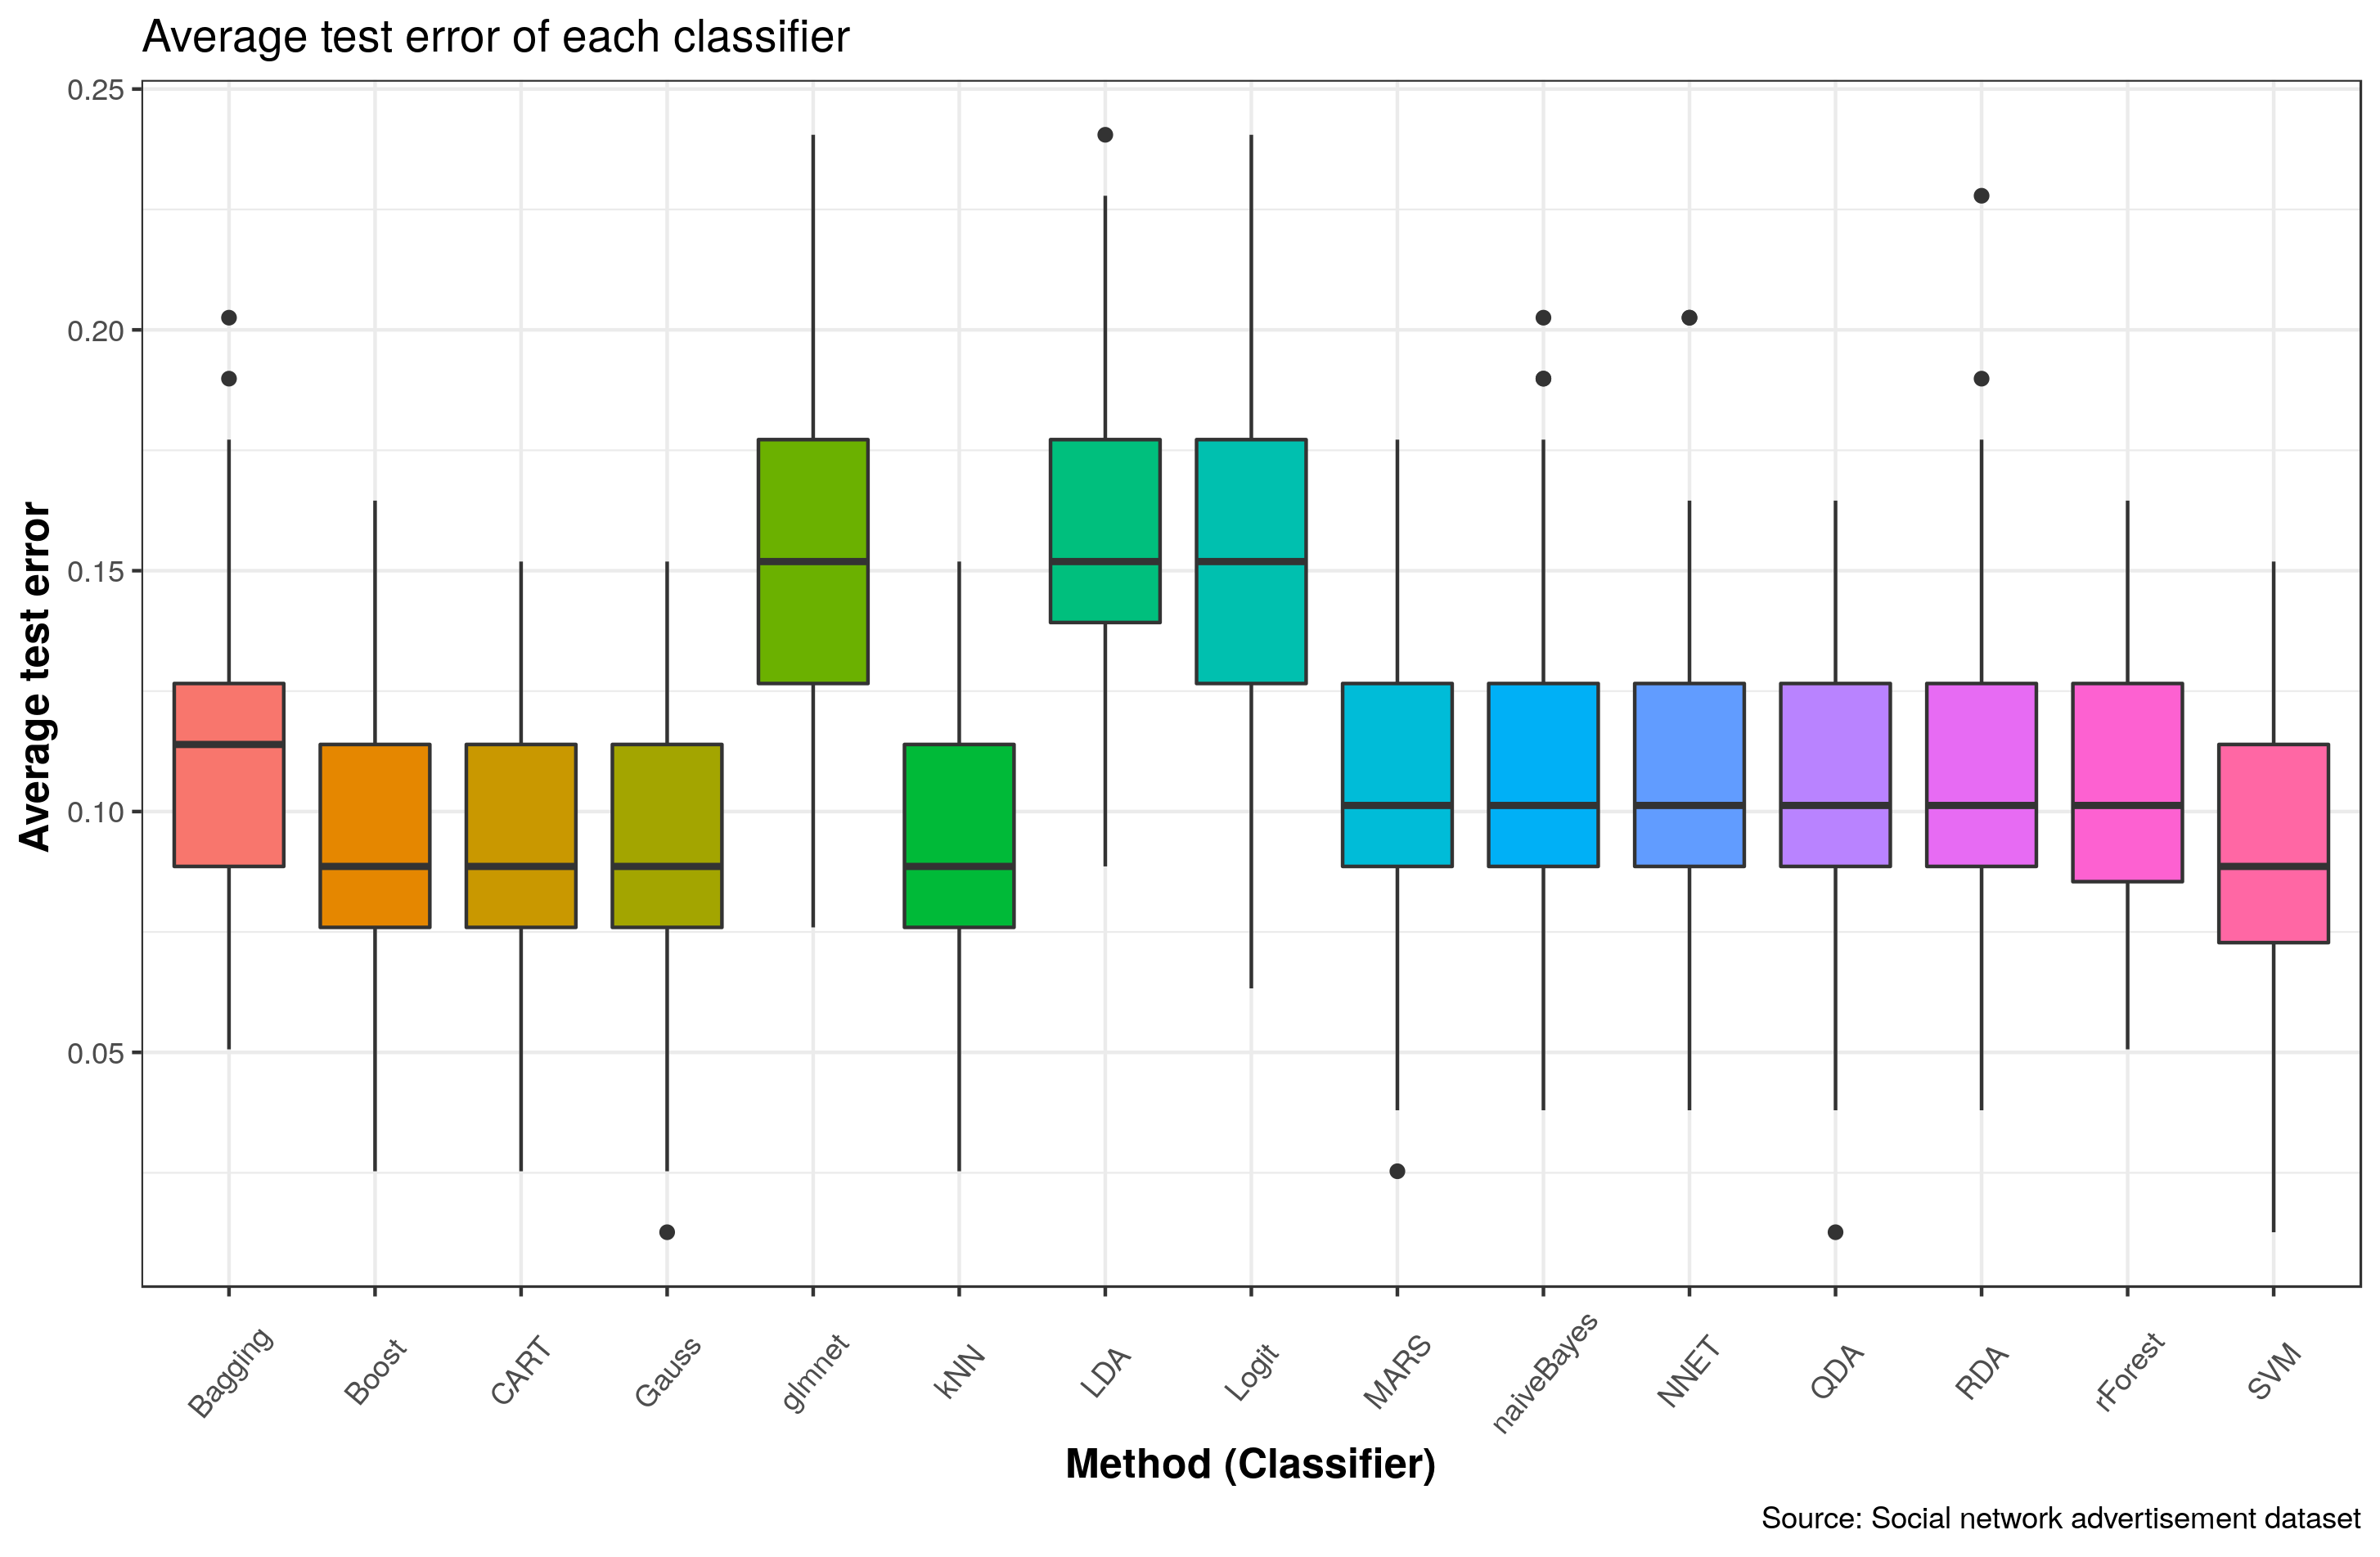 Average test error of each classifier
Average test error
0.25
0.20
0.15
0.10
0.05
Bagging
Boost
CART
Gauss
glmnet
kNN
LDA
Logit
MARS
naiveBayes
NNET
QDA
RDA
rForest
SVM
Method (Classifier)
Source: Social network advertisement dataset